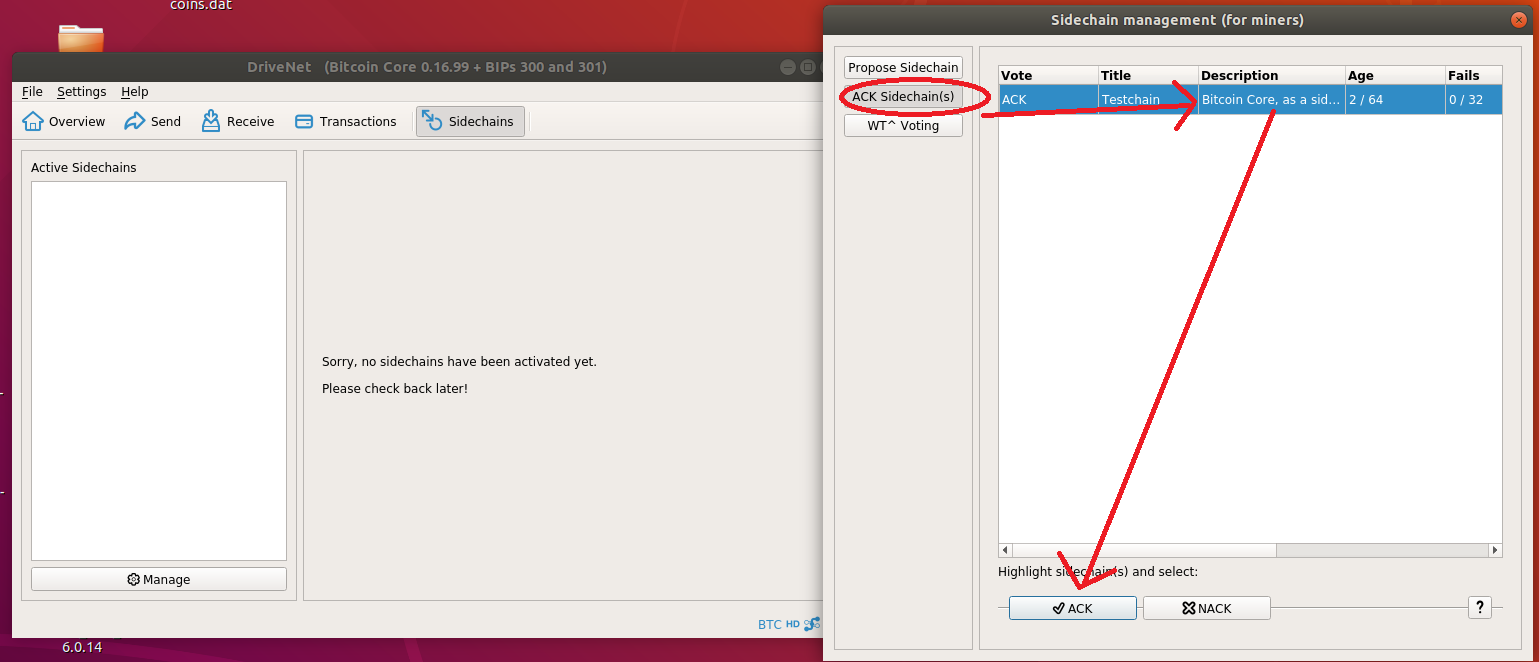 coins.dat
DriveNet (Bitcoin Core 0.16.99 + BIPs 300 and 301)
File Settings Help
Overview Send Receive Transactions Sidechains
Active Sidechains
Sorry, no sidechains have been activated yet.
Please check back later!
Manage
BTC HD
6.0.14
Sidechain management (for miners)
Propose Sidechain
ACK Sidechain(s)
WT^ Voting
Vote Title Description Age Fails
ACK Testchain Bitcoin Core, as a sid... 2 / 64 0 / 32
Highlight sidechain(s) and select:
ACK NACK ?